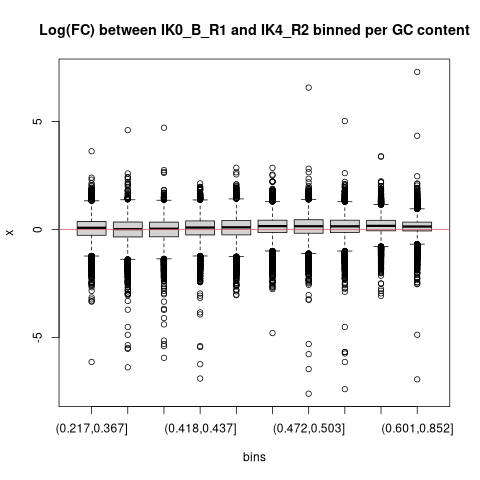 Log(FC) between IK0_B_R1 and IK4_R2 binned per GC content
5
0
-5
x
(0.217,0.367]
(0.418,0.437]
(0.472,0.503]
(0.601,0.852]
bins